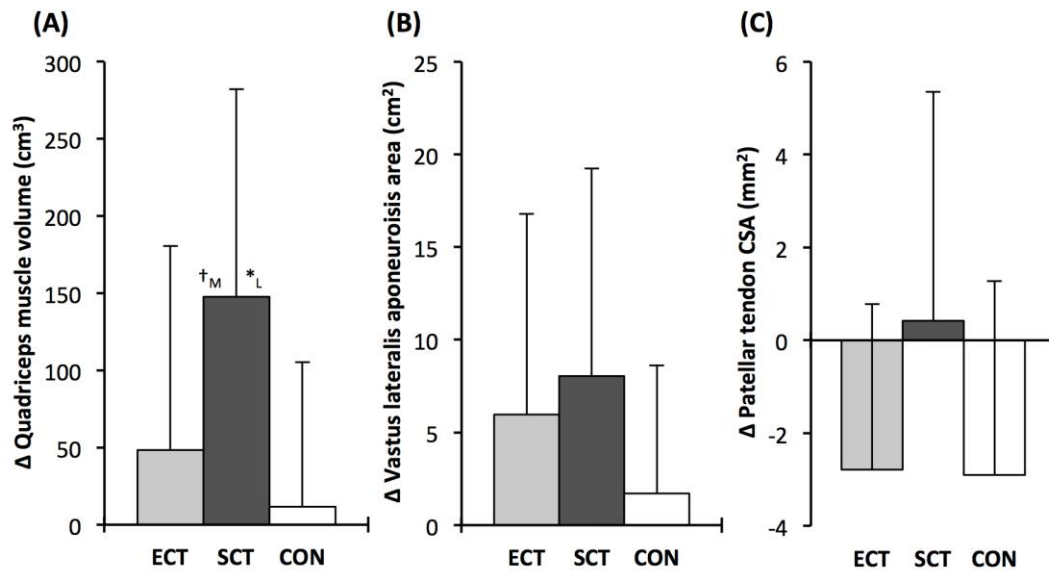 (A)
Δ Quadriceps muscle volume (cm³)
300
250
200
150
100
50
0
†M *L
ECT SCT CON
(B)
Δ Vastus lateralis aponeuroisis area (cm²)
25
20
15
10
5
0
ECT SCT CON
(C)
Δ Patellar tendon CSA (mm²)
6
4
2
0
-2
-4
ECT SCT CON